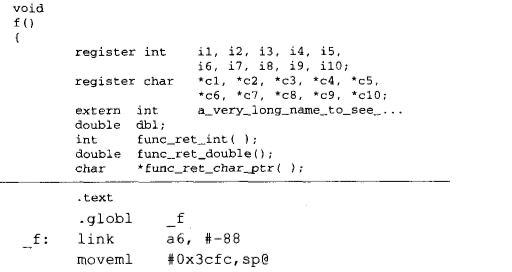 void
f()
{
register int i1, i2, i3, i4, i5,
i6, i7, i8, i9, i10;
register char *c1, *c2, *c3, *c4, *c5,
*c6, *c7, *c8, *c9, *c10;
extern int a_very_long_name_to_see_...
double dbl;
int func_ret_int( );
double func_ret_double();
char *func_ret_char_ptr( );
.text
.globl _f
_f: link a6, #-88
moveml #0x3cfc,sp@